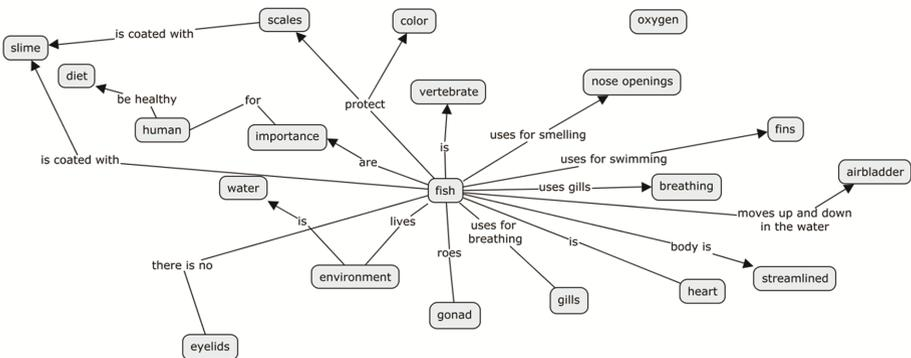 scales
color
oxygen
is coated with
slime
diet
nose openings
be healthy
vertebrate
for
protect
human
importance
uses for smelling
fins
is
is coated with
are
uses for swimming
airbladder
water
fish
uses gills
breathing
is
lives
uses for
breathing
moves up and down
in the water
is
body is
roes
there is no
environment
streamlined
heart
gills
gonad
eyelids